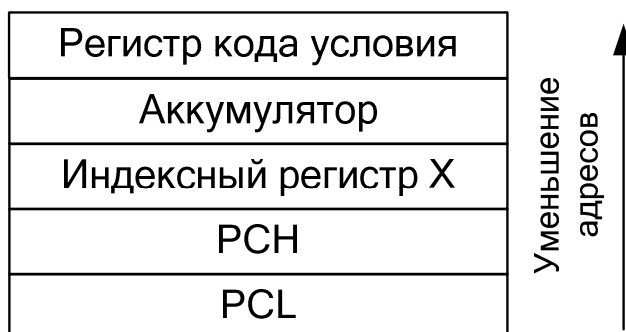 Регистр кода условия
Аккумулятор
Индексный регистр X
PCH
PCL
Уменьшение
адресов